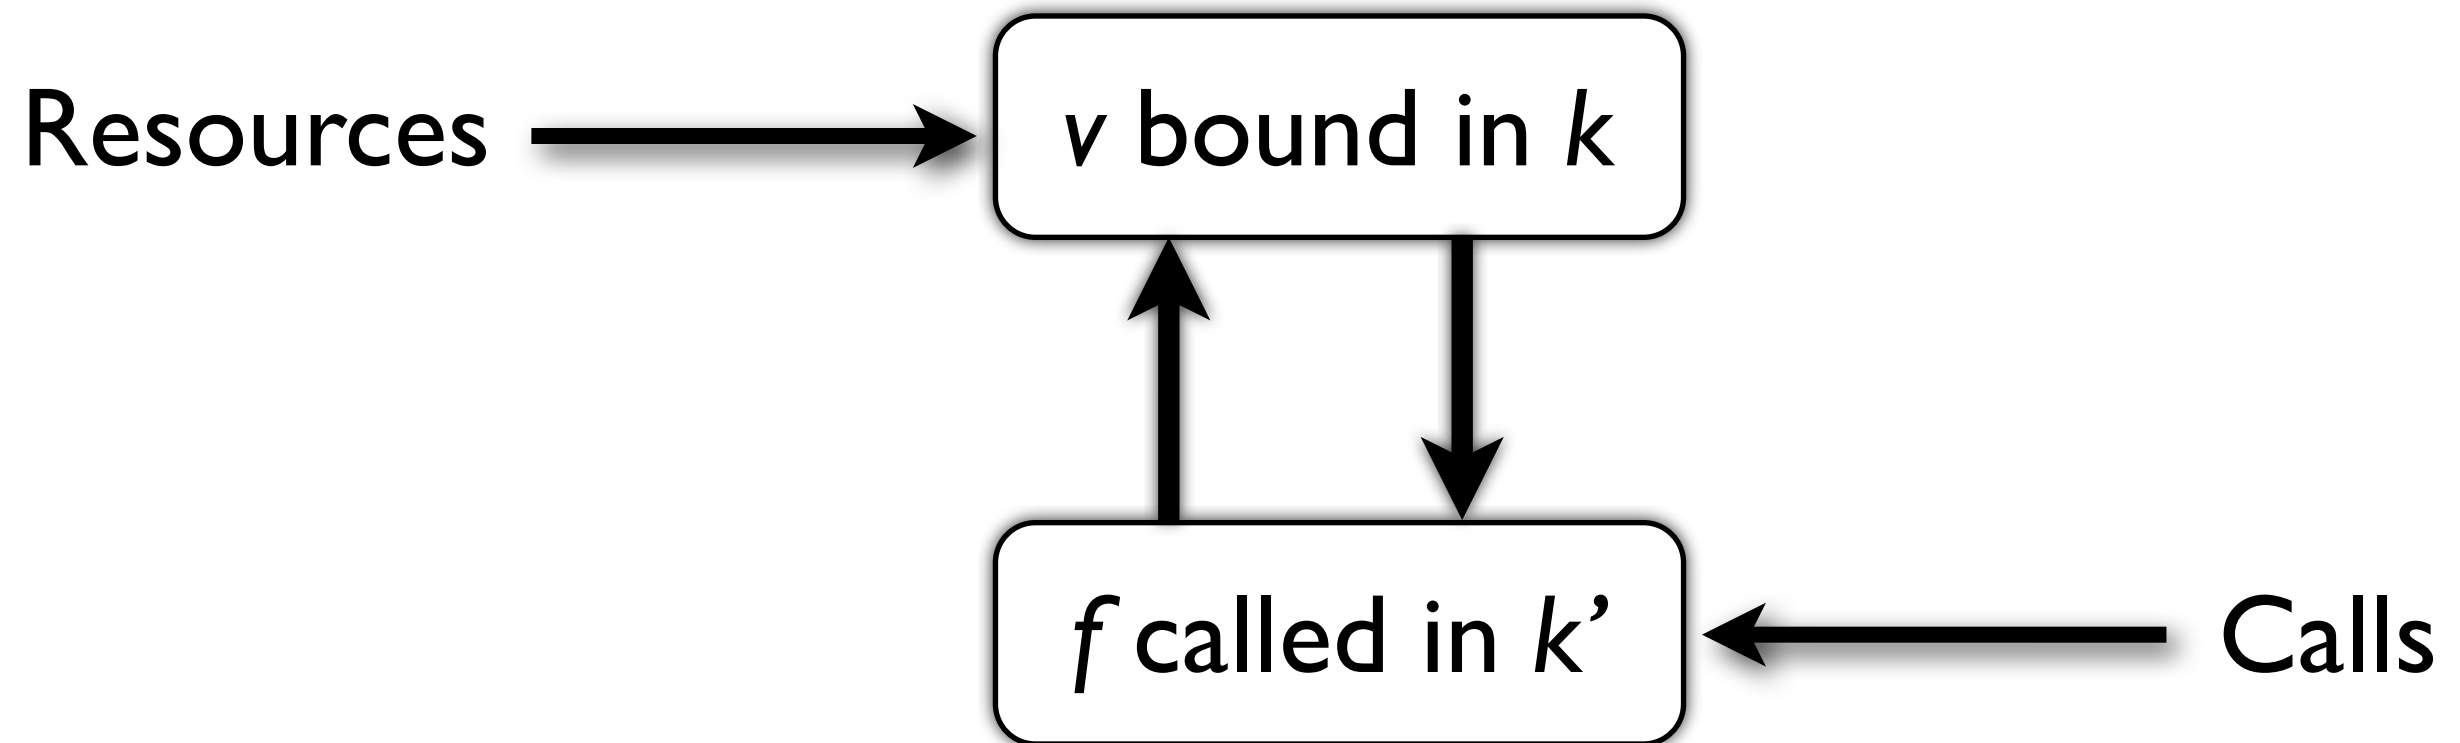 Resources
v bound in k
f called in k’
Calls